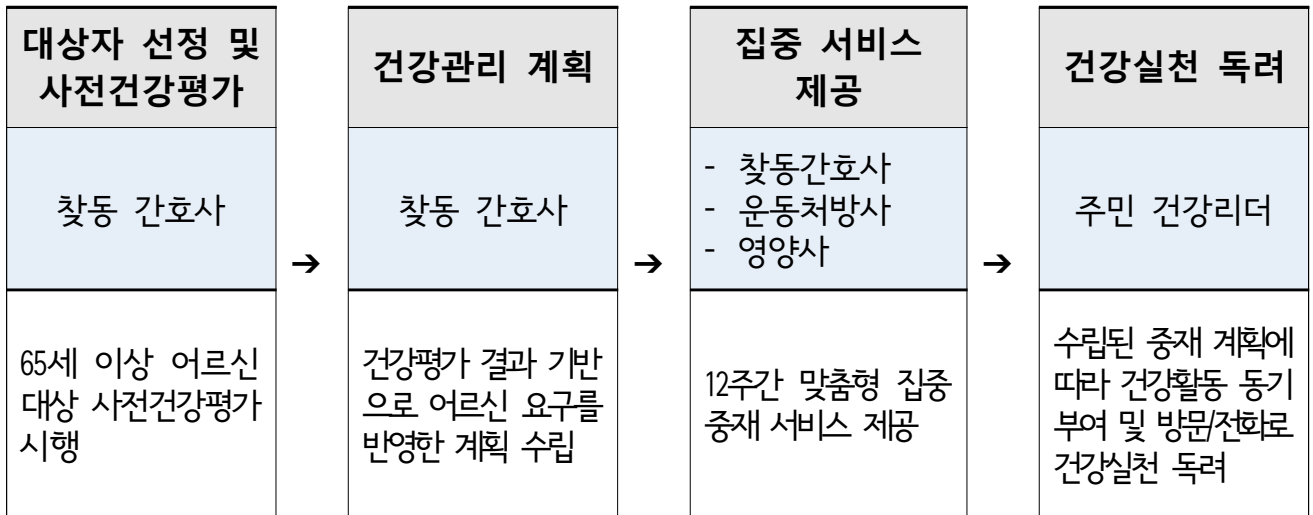 대상자 선정 및
사전건강평가
찾동 간호사
65세 이상 어르신
대상 사전건강평가
시행
➔
건강관리 계획
찾동 간호사
건강평가 결과 기반
으로 어르신 요구를
반영한 계획 수립
➔
집중 서비스
제공
- 찾동간호사
- 운동처방사
- 영양사
12주간 맞춤형 집중
중재 서비스 제공
➔
건강실천 독려
주민 건강리더
수립된 중재 계획에
따라 건강활동 동기
부여 및 방문/전화로
건강실천 독려